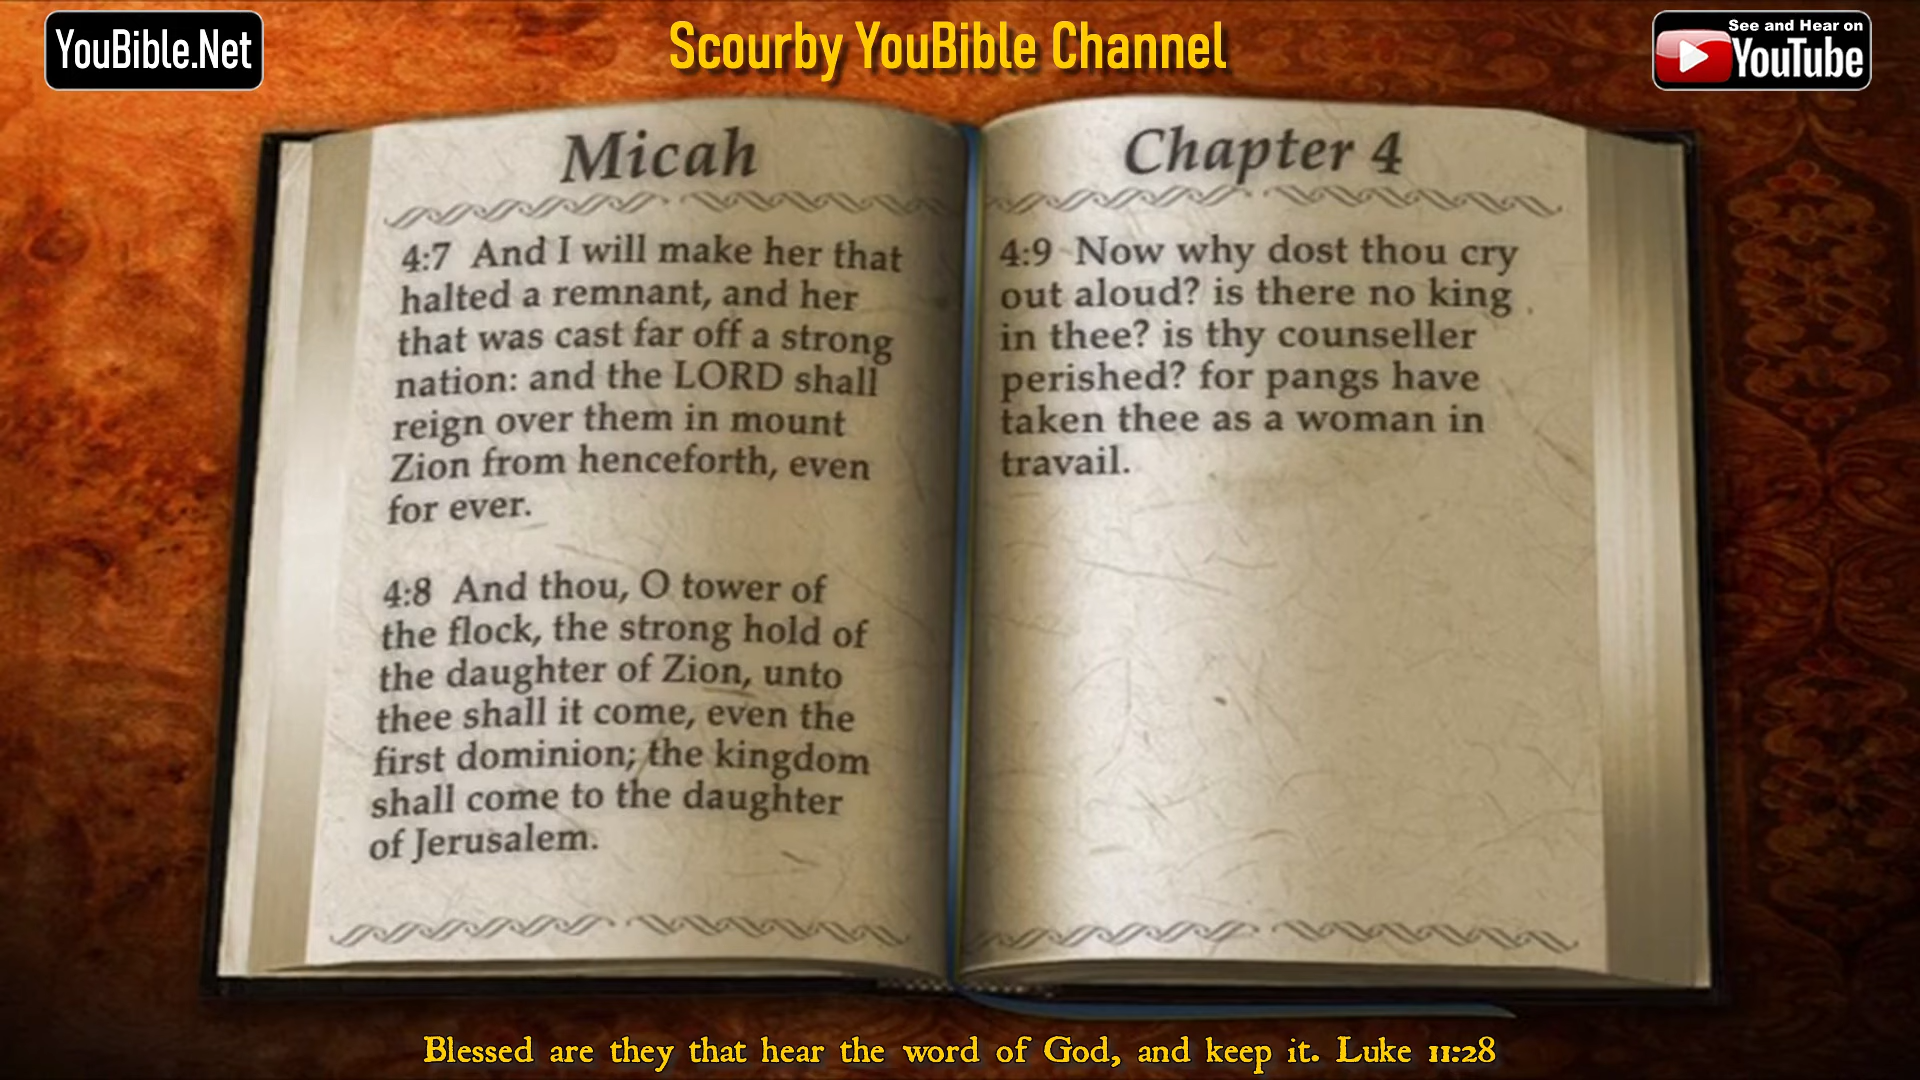 YouBible.Net
Scourby YouBible Channel
See and Hear on
YouTube
Micah
4:7 And I will make her that
halted a remnant, and her
that was cast far off a strong
nation: and the LORD shall
reign over them in mount
Zion from henceforth, even
for ever.
4:8 And thou, O tower of
the flock, the strong hold of
the daughter of Zion, unto
thee shall it come, even the
first dominion; the kingdom
shall come to the daughter
of Jerusalem.
Chapter 4
4:9 Now why dost thou cry
out aloud? is there no king
in thee? is thy counseller
perished? for pangs have
taken thee as a woman in
travail.
Blessed are they that hear the word of God, and keep it. Luke 11:28